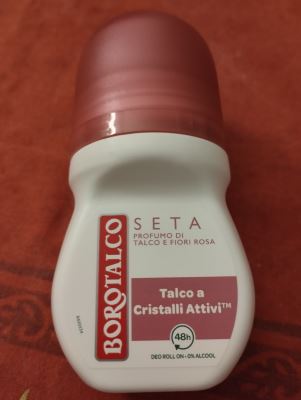 BOROTALCO
SETA
PROFUMO DI
TALCO E FIORI ROSA
Talco a
Cristalli Attivi™
48h
DEO ROLL ON • 0% ALCOOL